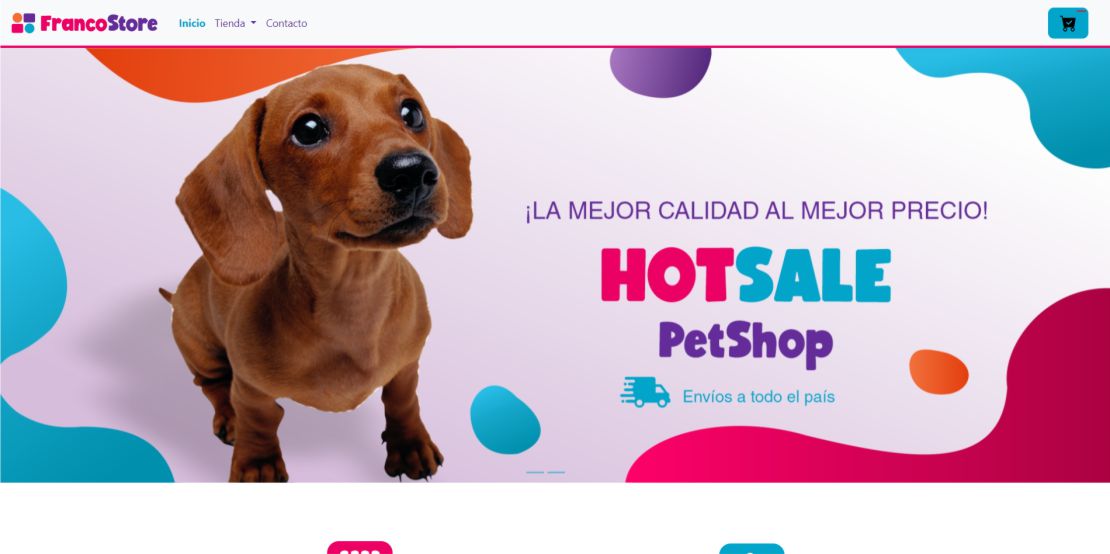 FrancoStore
Inicio
Tienda
Contacto
¡LA MEJOR CALIDAD AL MEJOR PRECIO!
HOTSALE
PetShop
Envíos a todo el país